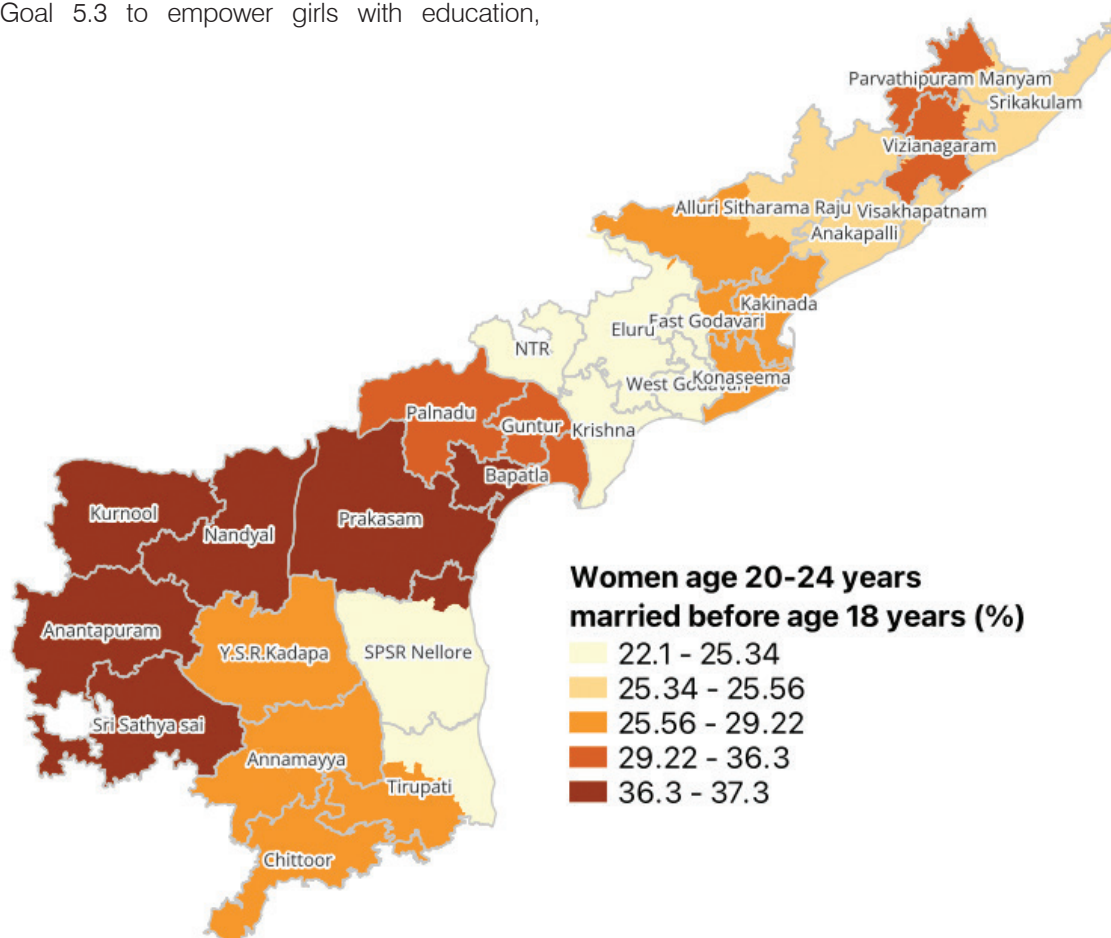 Goal 5.3 to empower girls with education,
Parvathipuram Manyam
Srikakulam
Vizianagaram
Alluri Sitharama Raju
Visakhapatnam
Anakapalli
Kakinada
East Godavari
Eluru
NTR
Konaseema
West Godavari
Palnadu
Guntur
Krishna
Bapatla
Kurnool
Nandyal
Prakasam
Anantapuram
Y.S.R.Kadapa
SPSR Nellore
Sri Sathya sai
Annamayya
Tirupati
Chittoor
Women age 20-24 years
married before age 18 years (%)
22.1 - 25.34
25.34 - 25.56
25.56 - 29.22
29.22 - 36.3
36.3 - 37.3